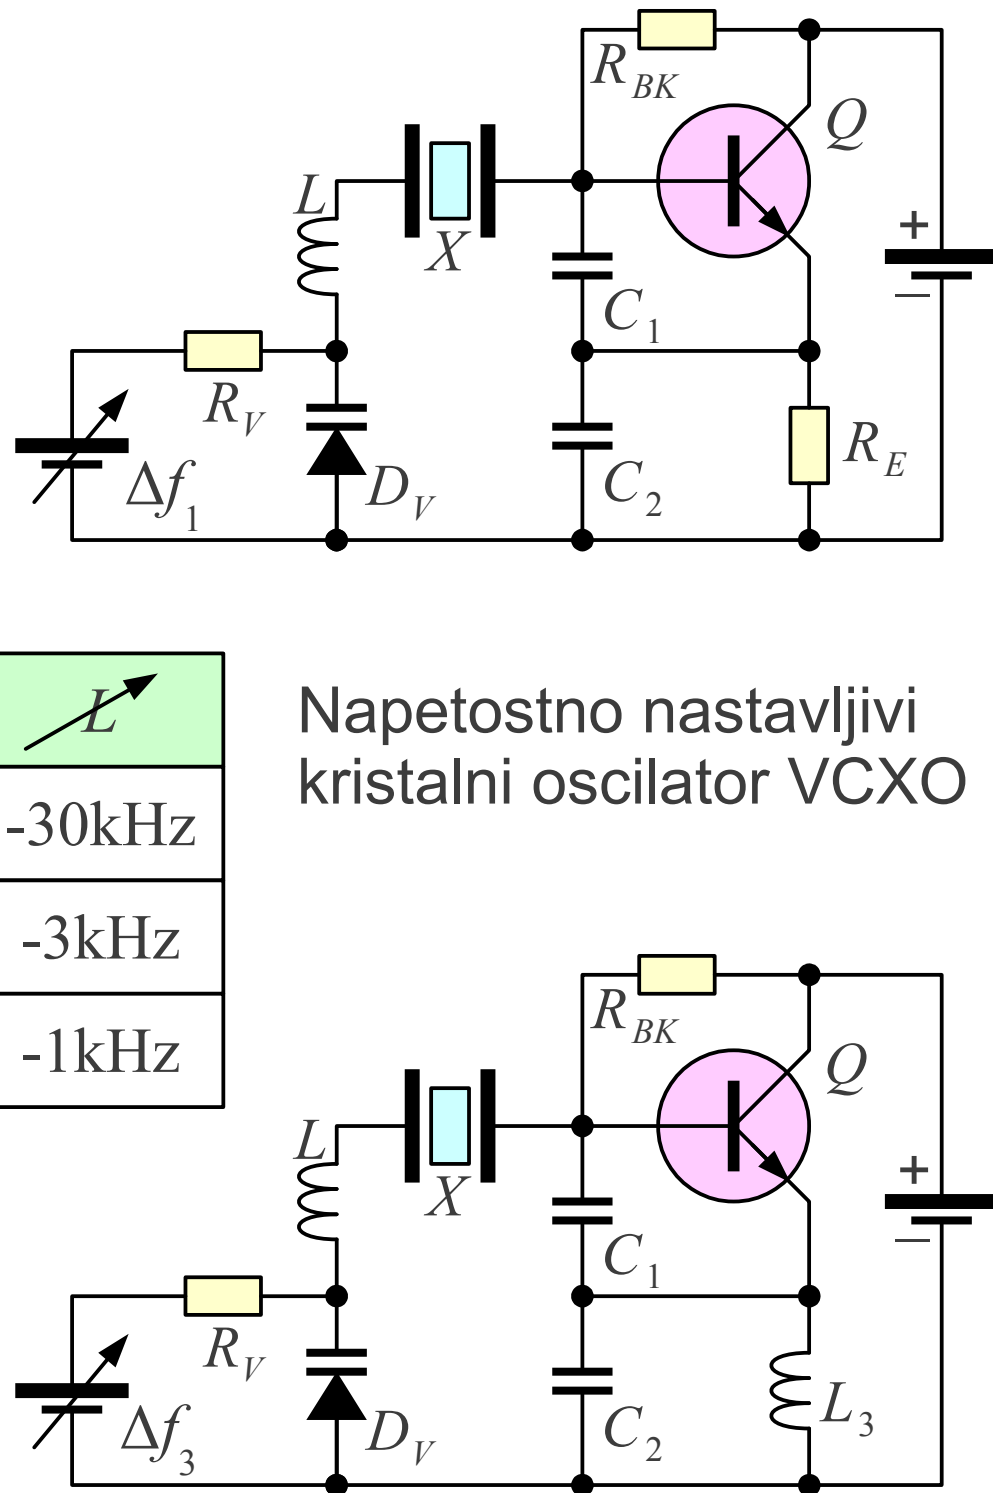 R_BK
Q
L
X
+
C_1
−
R_V
R_E
Δf_1
D_V
C_2
L
Napetostno nastavljivi
kristalni oscilator VCXO
-30kHz
-3kHz
-1kHz
R_BK
Q
L
X
+
C_1
−
R_V
L_3
Δf_3
D_V
C_2